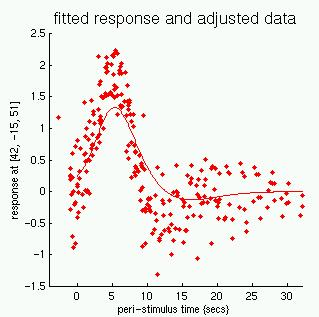 fitted response and adjusted data
2.5
2
1.5
1
0.5
0
−0.5
−1
−1.5
response at [42, -15, 51]
0 5 10 15 20 25 30
peri-stimulus time {secs}